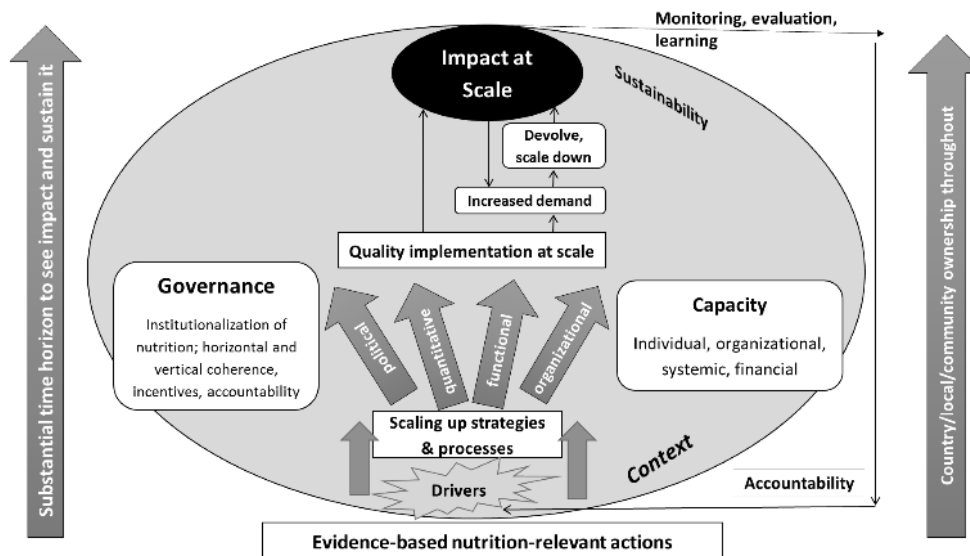 Monitoring, evaluation,
learning
Impact at
Scale
Sustainability
Devolve,
scale down
Increased demand
Quality implementation at scale
Substantial time horizon to see impact and sustain it
Country/local/community ownership throughout
Governance
Institutionalization of
nutrition; horizontal and
vertical coherence,
incentives, accountability
political
quantitative
functional
organizational
Capacity
Individual, organizational,
systemic, financial
Scaling up strategies
& processes
Drivers
Context
Accountability
Evidence-based nutrition-relevant actions